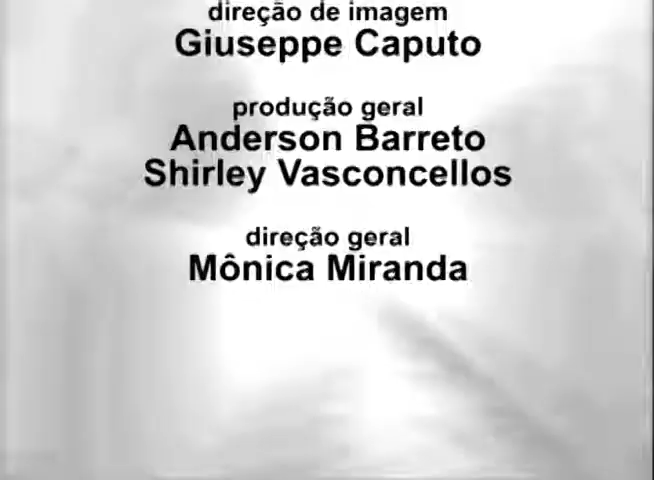 direção de imagem
Giuseppe Caputo
produção geral
Anderson Barreto
Shirley Vasconcellos
direção geral
Mônica Miranda